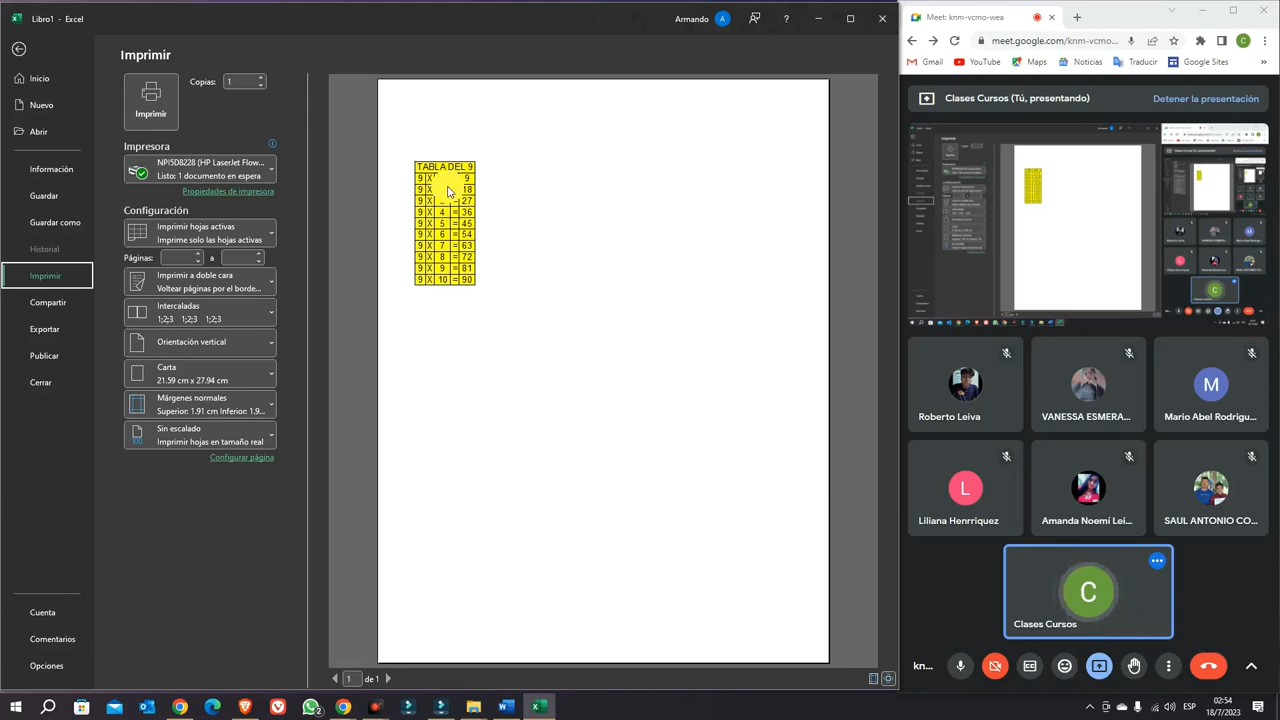 Libro1 - Excel
Armando
A
?
Imprimir
Inicio
Nuevo
Abrir
Información
Guardar
Guardar como
Historial
Imprimir
Compartir
Exportar
Publicar
Cerrar
Cuenta
Comentarios
Opciones
Imprimir
Copias: 1
Impresora
NPI5D8228 (HP LaserJet Flow...
Listo: 1 documento en espera
Propiedades de impresora
Configuración
Imprimir hojas activas
Imprime solo las hojas activas
Páginas: a
Imprimir a doble cara
Voltear páginas por el borde...
Intercaladas
1;2;3 1;2;3 1;2;3
Orientación vertical
Carta
21.59 cm x 27.94 cm
Márgenes normales
Superior: 1.91 cm Inferior: 1.9...
Sin escalado
Imprimir hojas en tamaño real
Configurar página
TABLA DEL 9
9 X 9
9 X 18
9 X 27
9 X 4 = 36
9 X 5 = 45
9 X 6 = 54
9 X 7 = 63
9 X 8 = 72
9 X 9 = 81
9 X 10 = 90
1 de 1
Meet: knm-vcmo-wea
meet.google.com/knm-vcmo...
C
Gmail
YouTube
Maps
Noticias
Traducir
Google Sites
Clases Cursos (Tú, presentando)
Detener la presentación
Roberto Leiva
VANESSA ESMERA...
M
Mario Abel Rodrigu...
L
Liliana Henrriquez
Amanda Noemí Lei...
SAUL ANTONIO CO...
C
Clases Cursos
kn...
2
ESP
02:54
18/7/2023